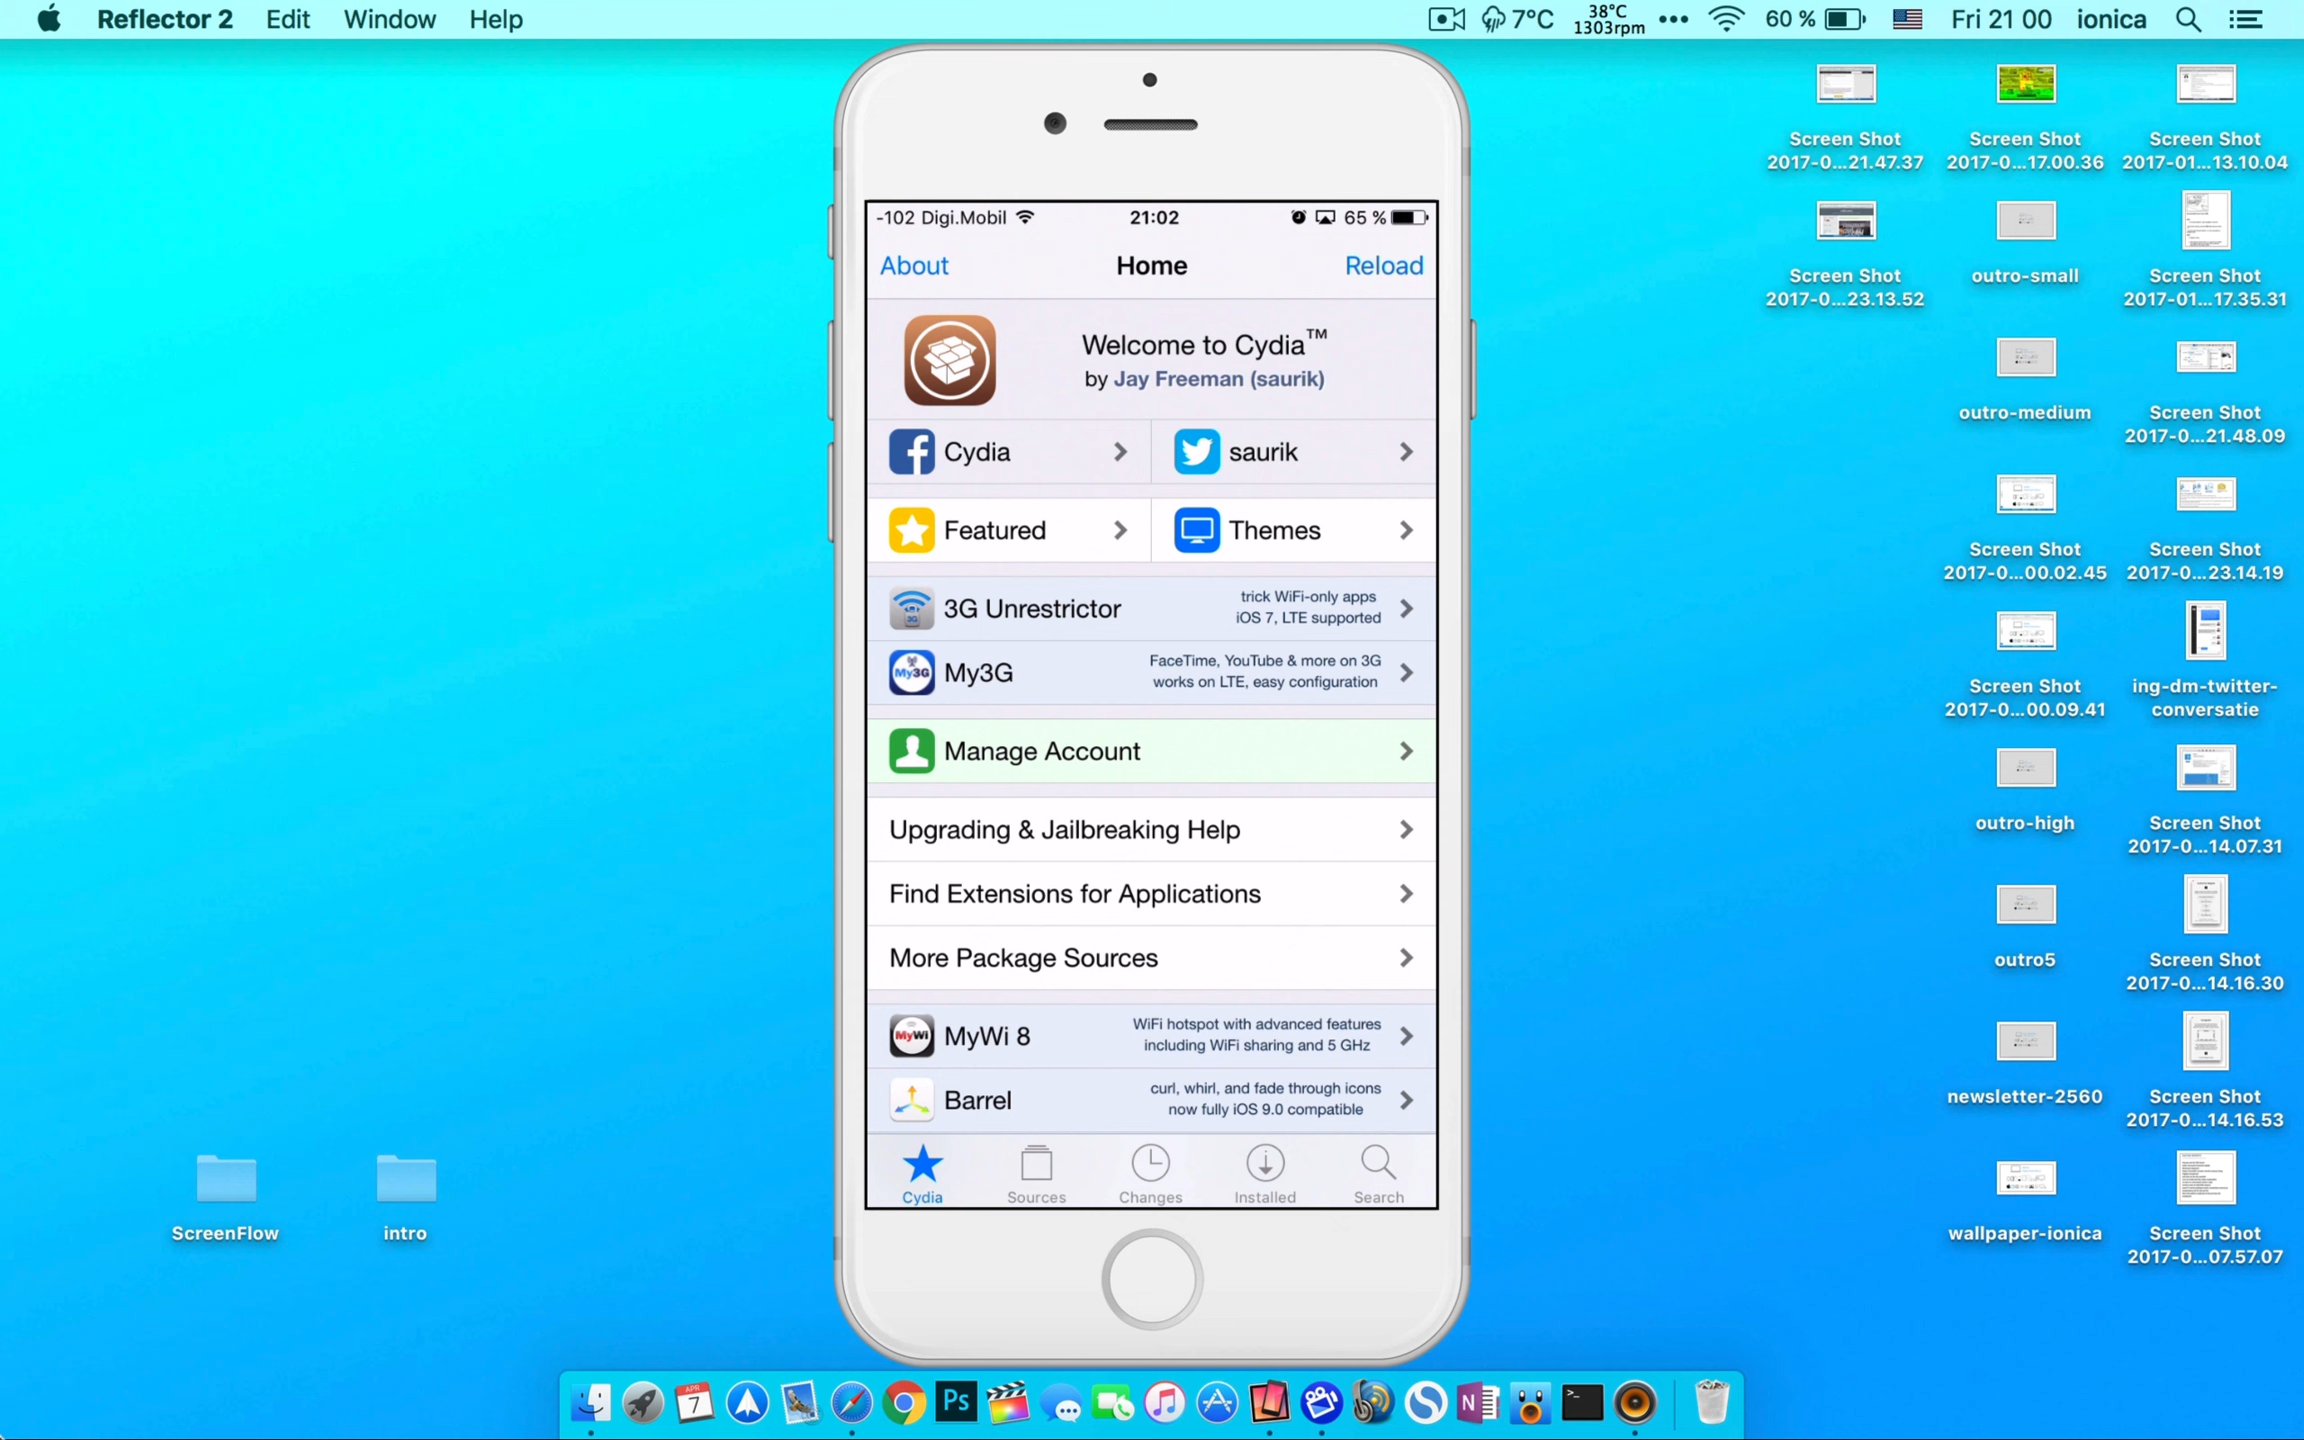 Reflector 2 Edit Window Help
7°C 38°C 60 % Fri 21 00 ionica
1303rpm
-102 Digi.Mobil 21:02 65 %
About Home Reload
Welcome to Cydia™
by Jay Freeman (saurik)
Cydia saurik
Featured Themes
3G Unrestrictor
trick WiFi-only apps
iOS 7, LTE supported
My3G
FaceTime, YouTube & more on 3G
works on LTE, easy configuration
Manage Account
Upgrading & Jailbreaking Help
Find Extensions for Applications
More Package Sources
MyWi 8
WiFi hotspot with advanced features
including WiFi sharing and 5 GHz
Barrel
curl, whirl, and fade through icons
now fully iOS 9.0 compatible
Cydia Sources Changes Installed Search
ScreenFlow
intro
Screen Shot
2017-0...21.47.37
Screen Shot
2017-0...23.13.52
Screen Shot
2017-0...17.00.36
outro-small
outro-medium
Screen Shot
2017-0...00.02.45
Screen Shot
2017-0...00.09.41
outro-high
outro5
newsletter-2560
wallpaper-ionica
Screen Shot
2017-01...13.10.04
Screen Shot
2017-01...17.35.31
Screen Shot
2017-0...21.48.09
Screen Shot
2017-0...23.14.19
ing-dm-twitter-
conversatie
Screen Shot
2017-0...14.07.31
Screen Shot
2017-0...14.16.30
Screen Shot
2017-0...14.16.53
Screen Shot
2017-0...07.57.07
My3G
MyWi
3G
APR
7
Ps
N